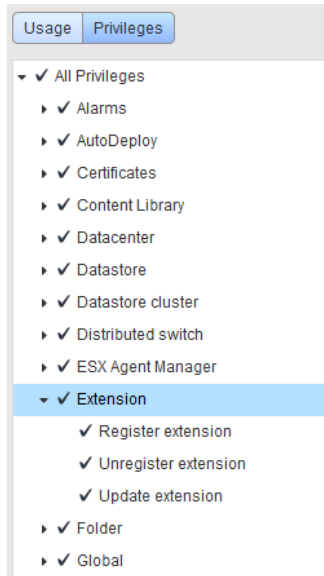 Usage Privileges
All Privileges
Alarms
AutoDeploy
Certificates
Content Library
Datacenter
Datastore
Datastore cluster
Distributed switch
ESX Agent Manager
Extension
Register extension
Unregister extension
Update extension
Folder
Global